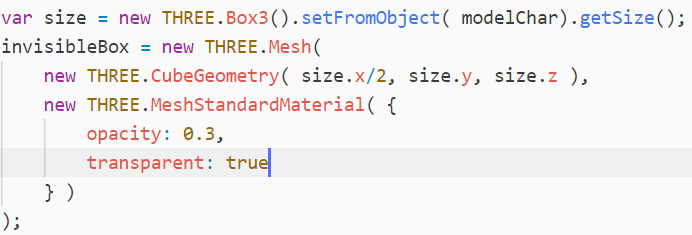 var size = new THREE.Box3().setFromObject( modelChar).getSize();
invisibleBox = new THREE.Mesh(
    new THREE.CubeGeometry( size.x/2, size.y, size.z ),
    new THREE.MeshStandardMaterial( {
        opacity: 0.3,
        transparent: true
    } )
);